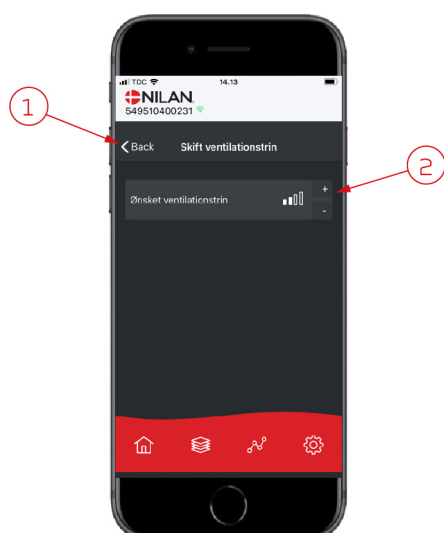 TDC 14.13
NILAN
549510400231
1
Back Skift ventilationstrin
2
Ønsket ventilationstrin + -